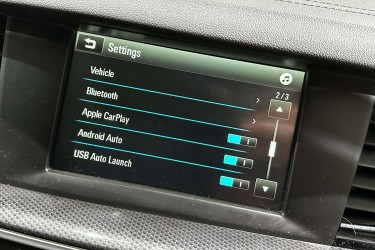 Settings
2/3
Vehicle
Bluetooth
Apple CarPlay
Android Auto
USB Auto Launch